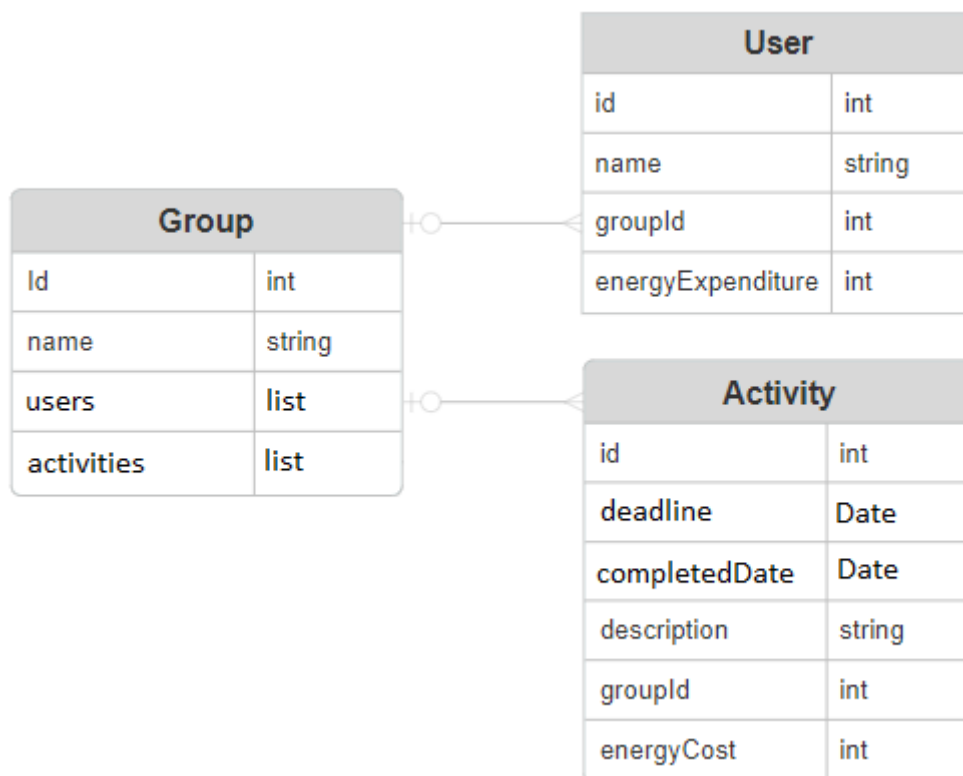 User
id int
name string
groupId int
energyExpenditure int
Group
Id int
name string
users list
activities list
Activity
id int
deadline Date
completedDate Date
description string
groupId int
energyCost int